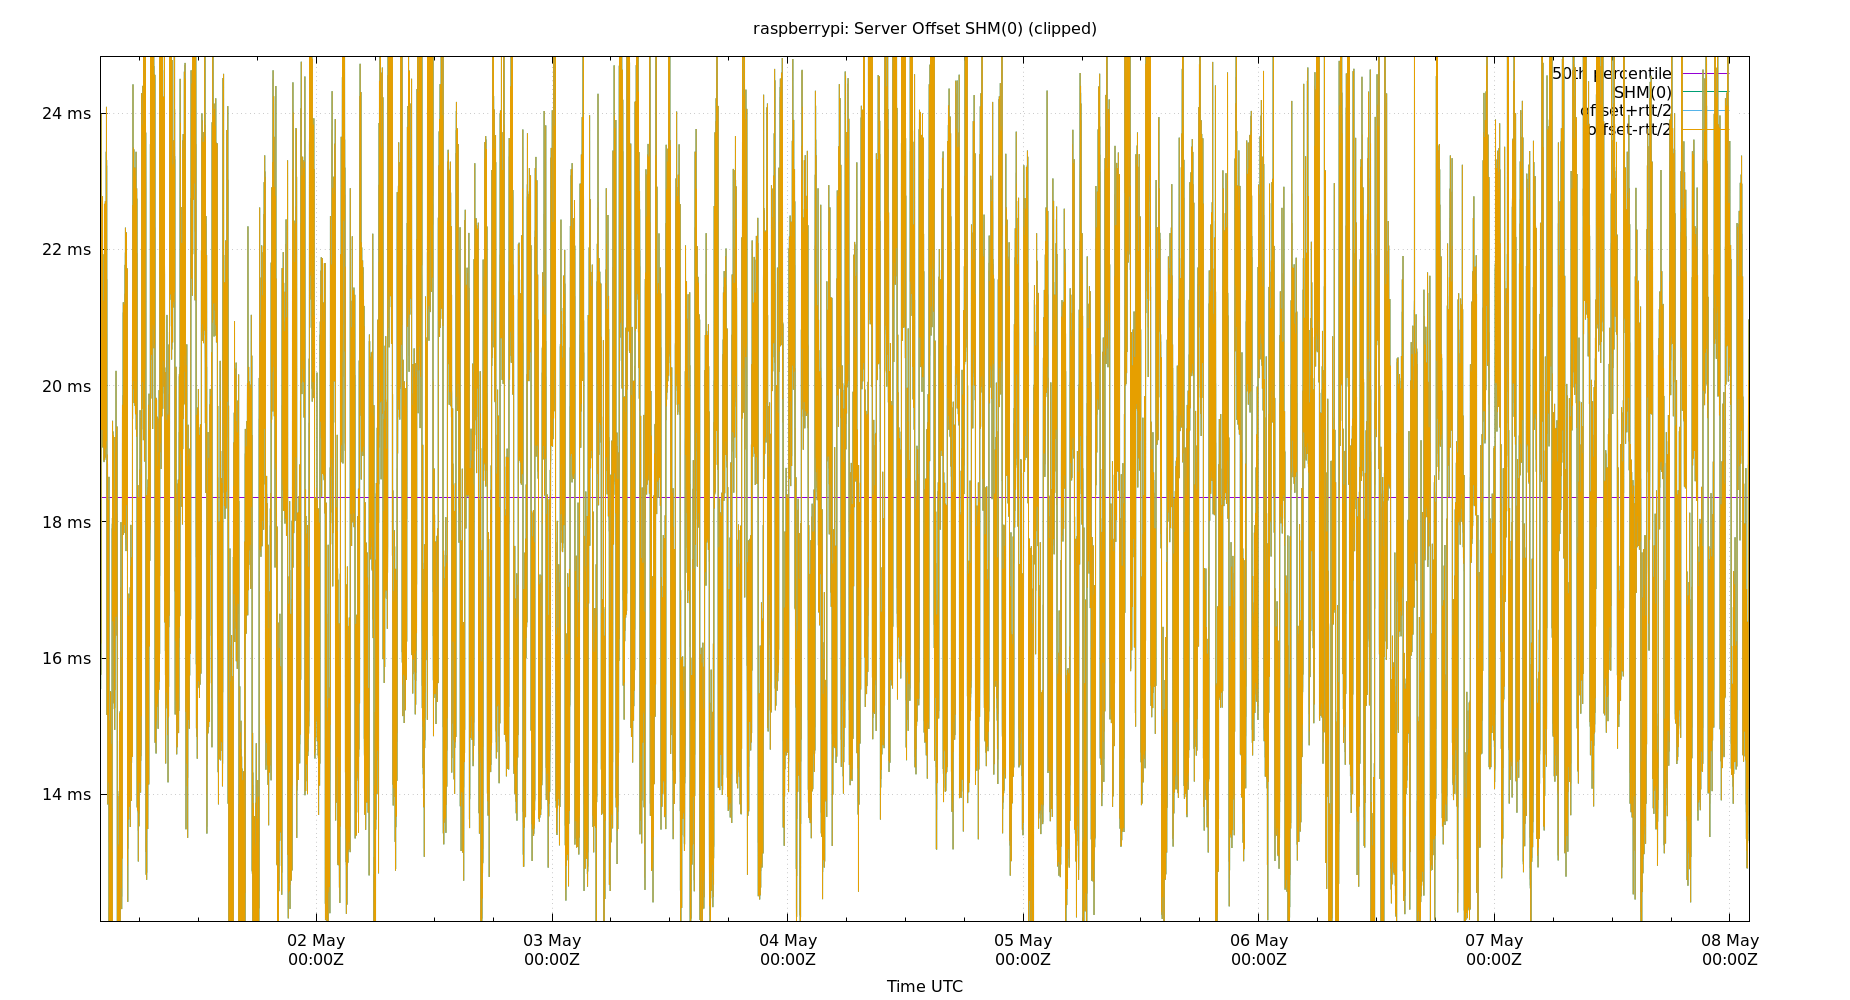 raspberrypi: Server Offset SHM(0) (clipped)
50th percentile
SHM(0)
offset+rtt/2
offset-rtt/2
24 ms
22 ms
20 ms
18 ms
16 ms
14 ms
02 May 03 May 04 May 05 May 06 May 07 May 08 May
00:00Z 00:00Z 00:00Z 00:00Z 00:00Z 00:00Z 00:00Z
Time UTC